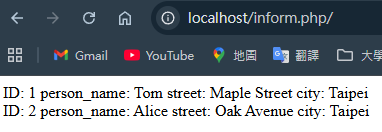 localhost/inform.php/
Gmail YouTube 地圖 翻譯 大學
ID: 1 person_name: Tom street: Maple Street city: Taipei
ID: 2 person_name: Alice street: Oak Avenue city: Taipei